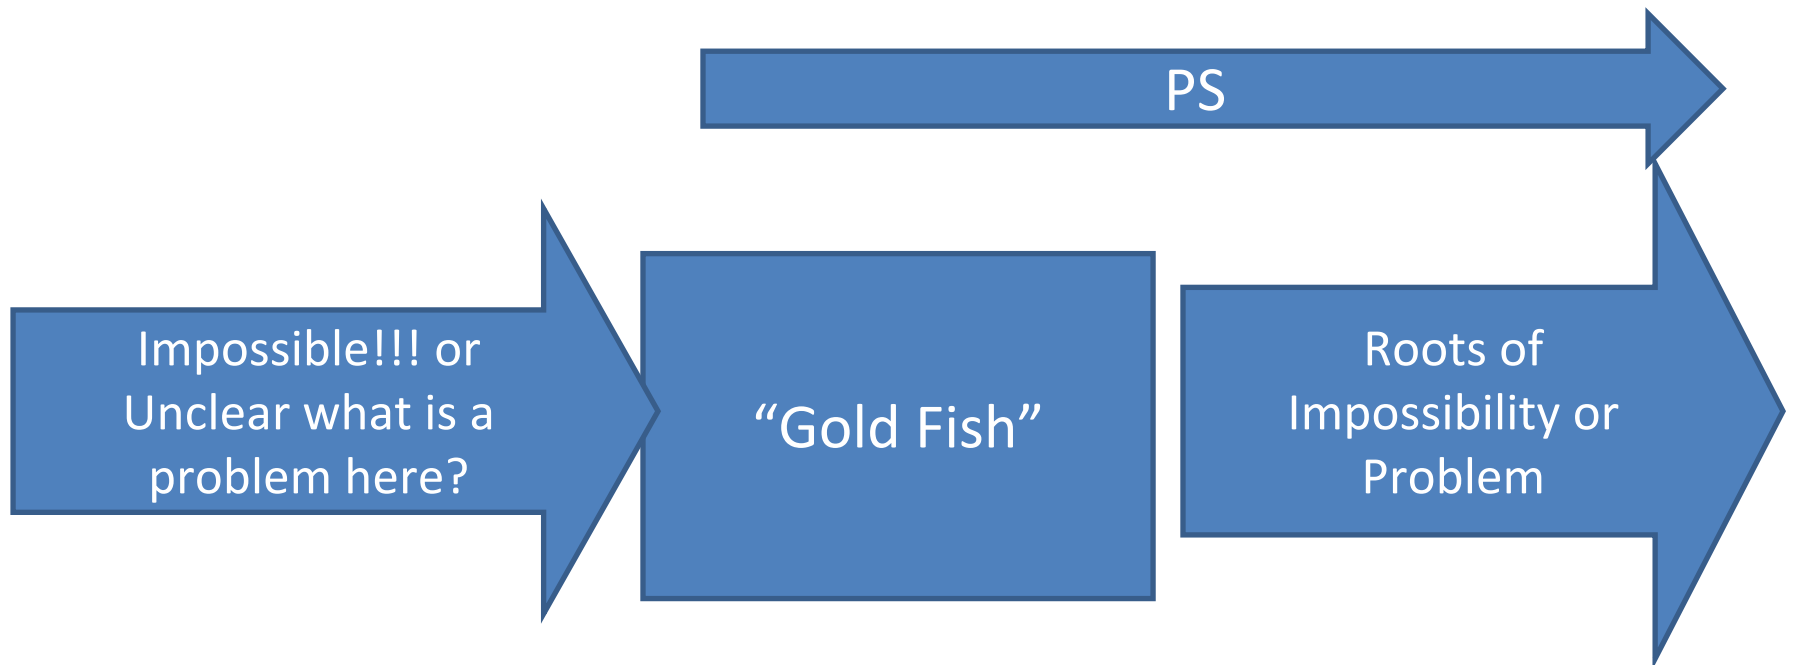 PS
Impossible!!! or
Unclear what is a
problem here?
“Gold Fish”
Roots of
Impossibility or
Problem